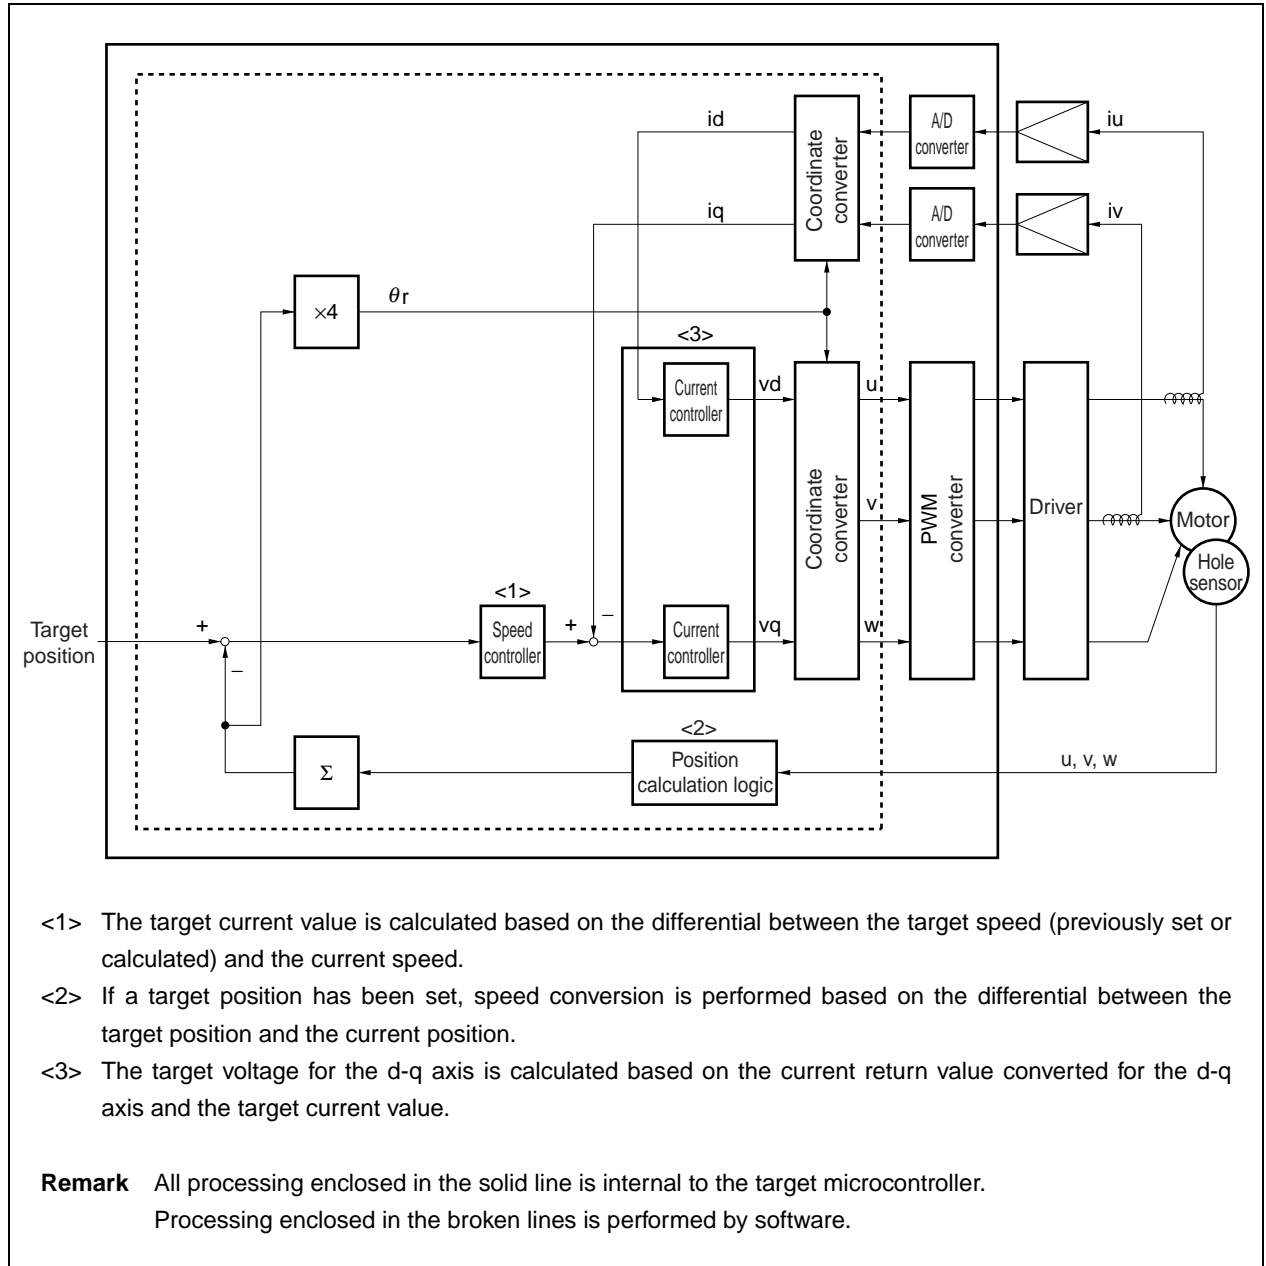 id
A/D
converter
iu
Coordinate
converter
iq
A/D
converter
iv
×4
θr
<3>
Current
controller
vd
u
Coordinate
converter
v
PWM
converter
Driver
Motor
Hole
sensor
<1>
Target
position
+
−
Speed
controller
+
−
Current
controller
vq
w
<2>
Σ
Position
calculation logic
u, v, w
<1> The target current value is calculated based on the differential between the target speed (previously set or
calculated) and the current speed.
<2> If a target position has been set, speed conversion is performed based on the differential between the
target position and the current position.
<3> The target voltage for the d-q axis is calculated based on the current return value converted for the d-q
axis and the target current value.
Remark All processing enclosed in the solid line is internal to the target microcontroller.
Processing enclosed in the broken lines is performed by software.